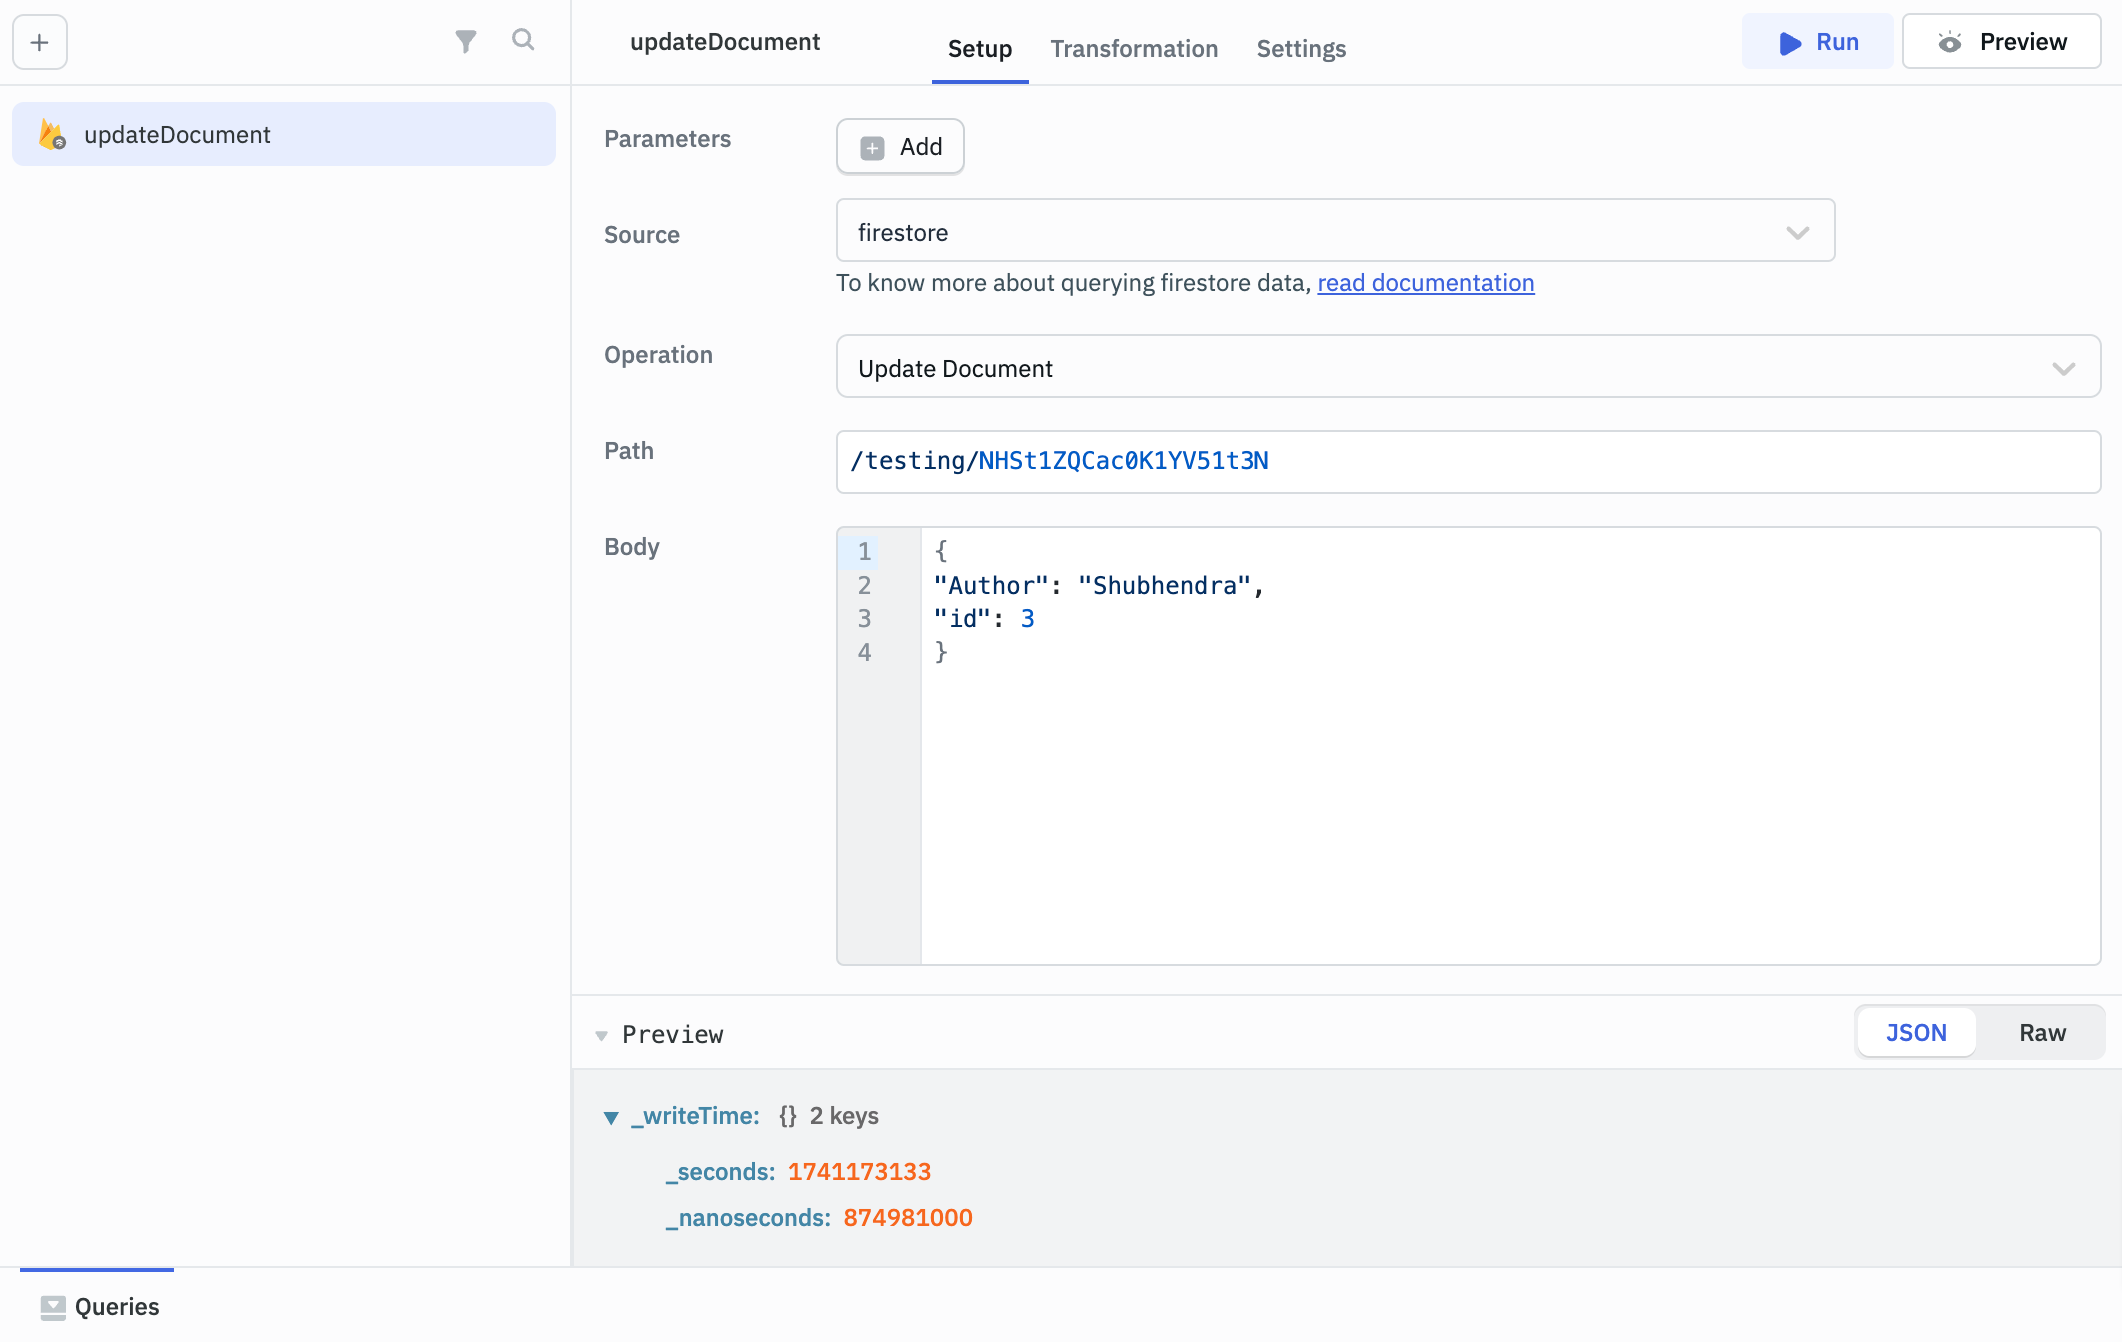 updateDocument
updateDocument
Setup
Transformation
Settings
Run
Preview
Parameters
Add
Source
firestore
To know more about querying firestore data, read documentation
Operation
Update Document
Path
/testing/NHSt1ZQCac0K1YV51t3N
Body
1 {
2 "Author": "Shubhendra",
3 "id": 3
4 }
Preview
JSON
Raw
_writeTime: {} 2 keys
_seconds: 1741173133
_nanoseconds: 874981000
Queries